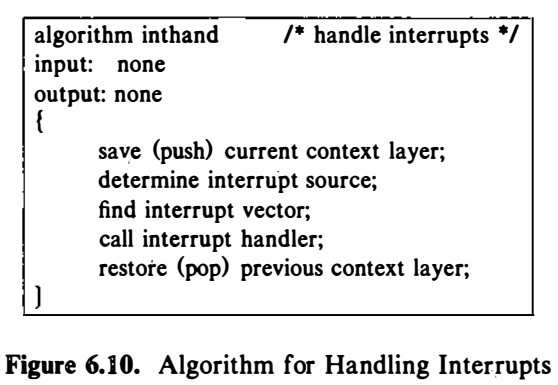 algorithm inthand /* handle interrupts */
input: none
output: none
{
save (push) current context layer;
determine interrupt source;
find interrupt vector;
call interrupt handler;
restore (pop) previous context layer;
}
Figure 6.10. Algorithm for Handling Interrupts